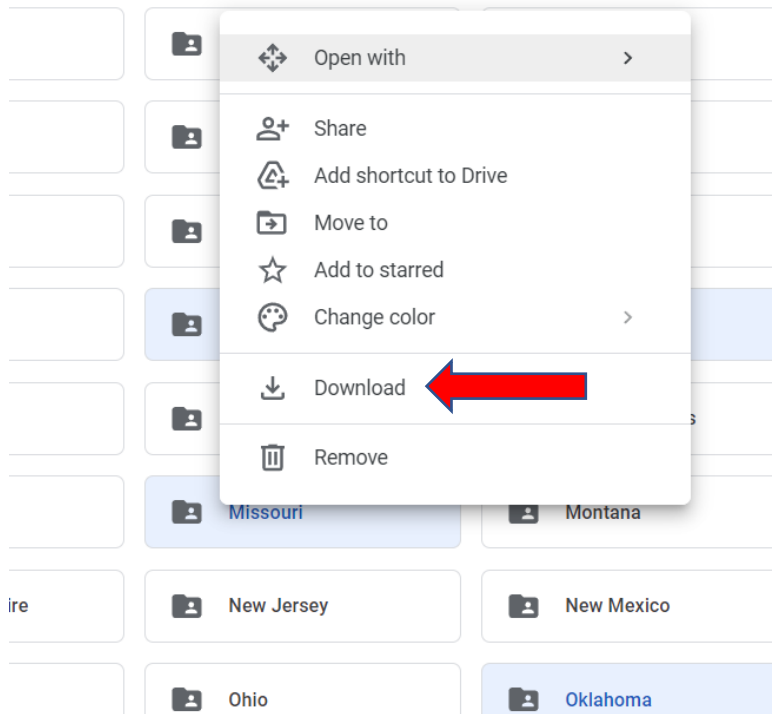 Open with
Share
Add shortcut to Drive
Move to
Add to starred
Change color
Download
s
Remove
Missouri
Montana
ire
New Jersey
New Mexico
Ohio
Oklahoma